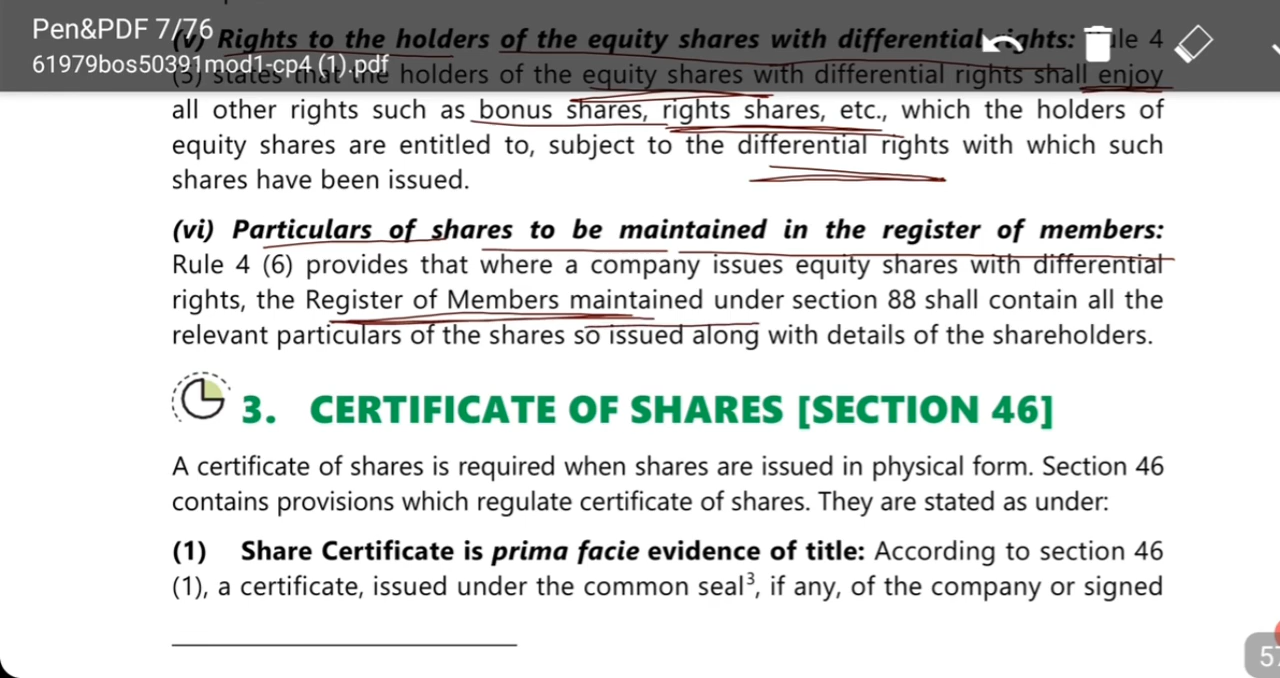 Pen&PDF 7/76
61979bos50391mod1-cp4 (1).pdf
(v) Rights to the holders of the equity shares with differential rights: Rule 4
(5) states that the holders of the equity shares with differential rights shall enjoy
all other rights such as bonus shares, rights shares, etc., which the holders of
equity shares are entitled to, subject to the differential rights with which such
shares have been issued.
(vi) Particulars of shares to be maintained in the register of members:
Rule 4 (6) provides that where a company issues equity shares with differential
rights, the Register of Members maintained under section 88 shall contain all the
relevant particulars of the shares so issued along with details of the shareholders.
3. CERTIFICATE OF SHARES [SECTION 46]
A certificate of shares is required when shares are issued in physical form. Section 46
contains provisions which regulate certificate of shares. They are stated as under:
(1) Share Certificate is prima facie evidence of title: According to section 46
(1), a certificate, issued under the common seal³, if any, of the company or signed